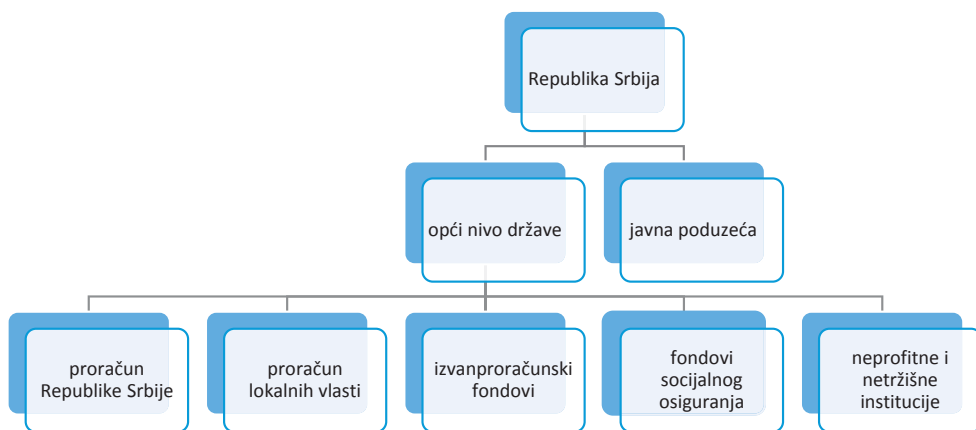 Republika Srbija
opći nivo države
javna poduzeća
proračun
Republike Srbije
proračun
lokalnih vlasti
izvanproračunski
fondovi
fondovi
socijalnog
osiguranja
neprofitne i
netržišne
institucije